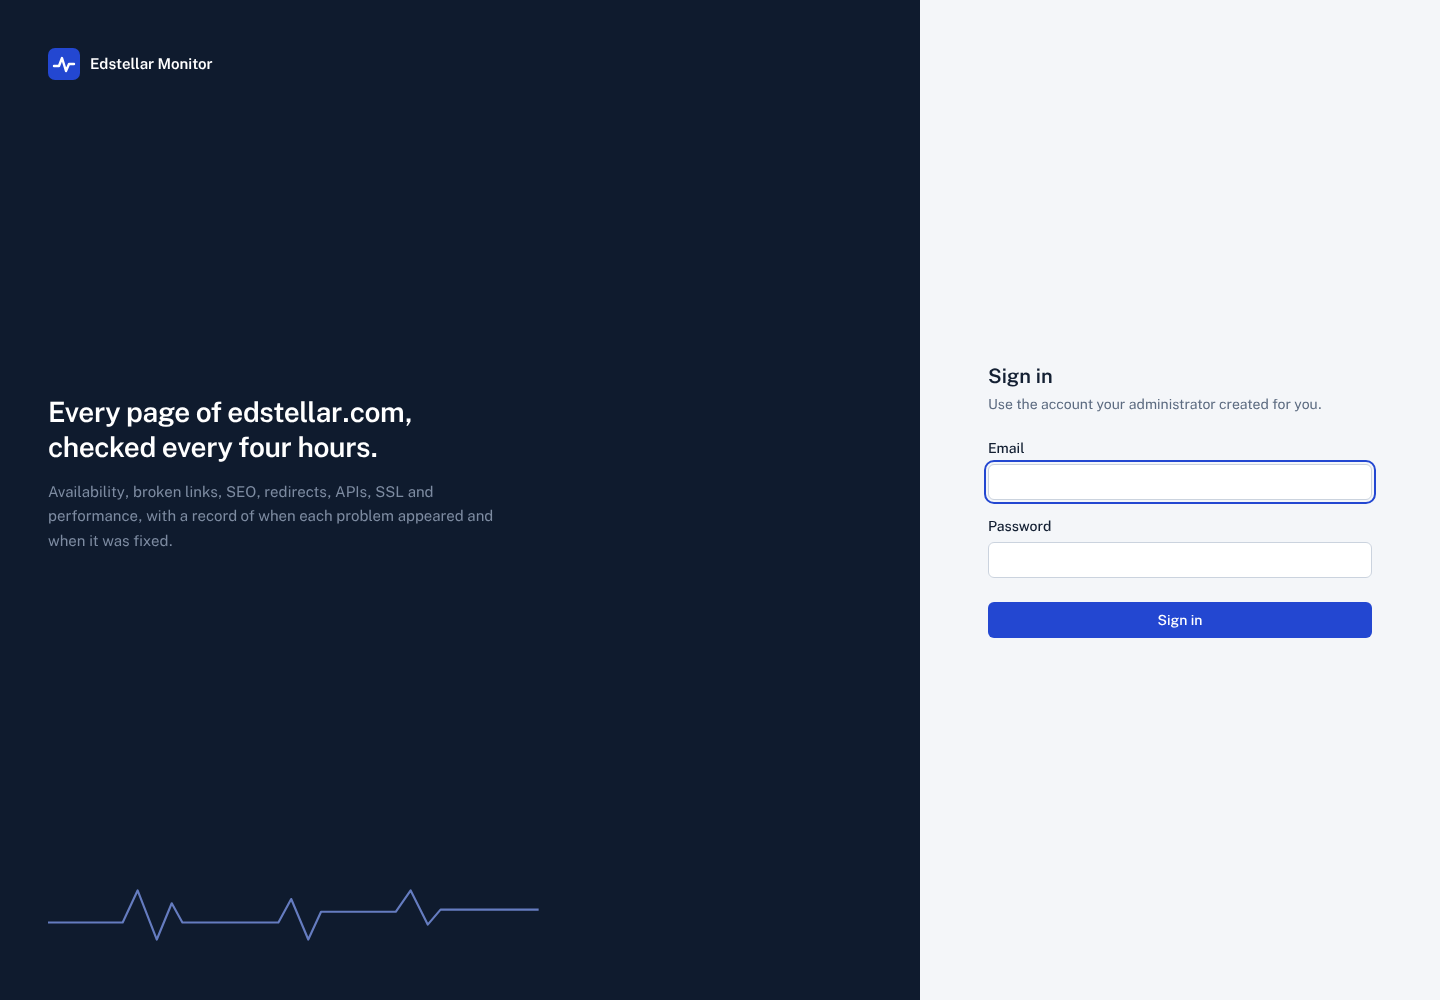 Edstellar Monitor
Every page of edstellar.com,
checked every four hours.
Availability, broken links, SEO, redirects, APIs, SSL and
performance, with a record of when each problem appeared and
when it was fixed.
Sign in
Use the account your administrator created for you.
Email
Password
Sign in